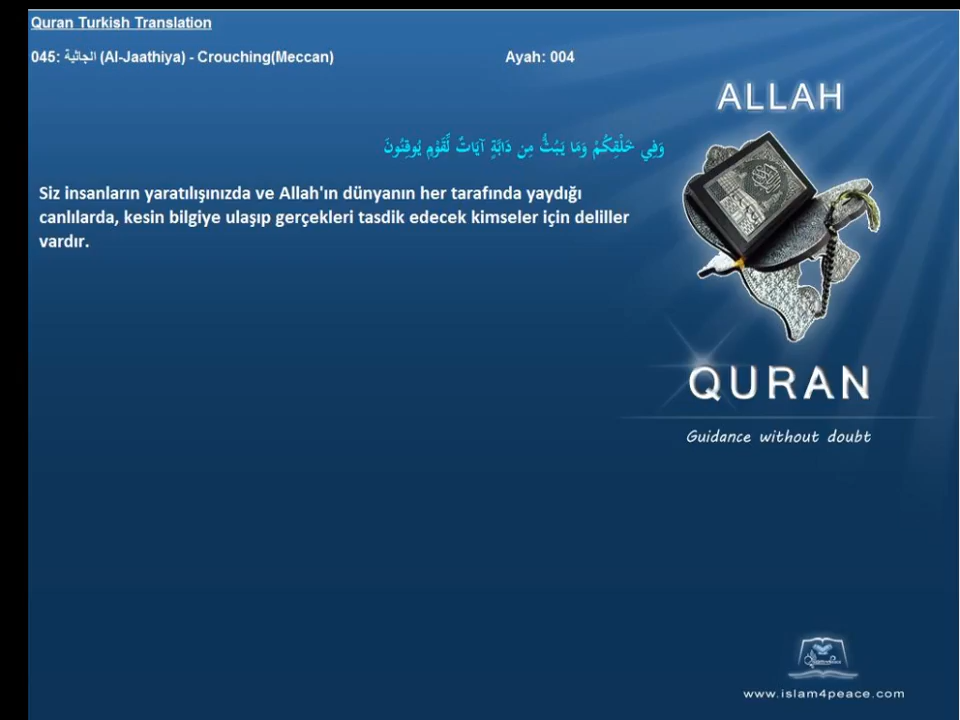 Quran Turkish Translation
045: الجاثية (Al-Jaathiya) - Crouching(Meccan) Ayah: 004
ALLAH
وَفِي خَلْقِكُمْ وَمَا يَبُثُّ مِن دَابَّةٍ آيَاتٌ لِّقَوْمٍ يُوقِنُونَ
Siz insanların yaratılışınızda ve Allah'ın dünyanın her tarafında yaydığı
canlılarda, kesin bilgiye ulaşıp gerçekleri tasdik edecek kimseler için deliller
vardır.
QURAN
Guidance without doubt
www.islam4peace.com